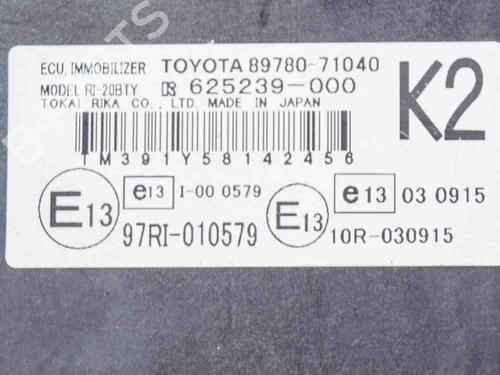 ECU, IMMOBILIZER TOYOTA 89780-71040
MODEL RI-20BTY R 625239-000
TOKAI RIKA CO., LTD. MADE IN JAPAN
K2
TM391Y58142456
E13 e13 I-00 0579
97RI-010579
E13 e13 03 0915
10R-030915